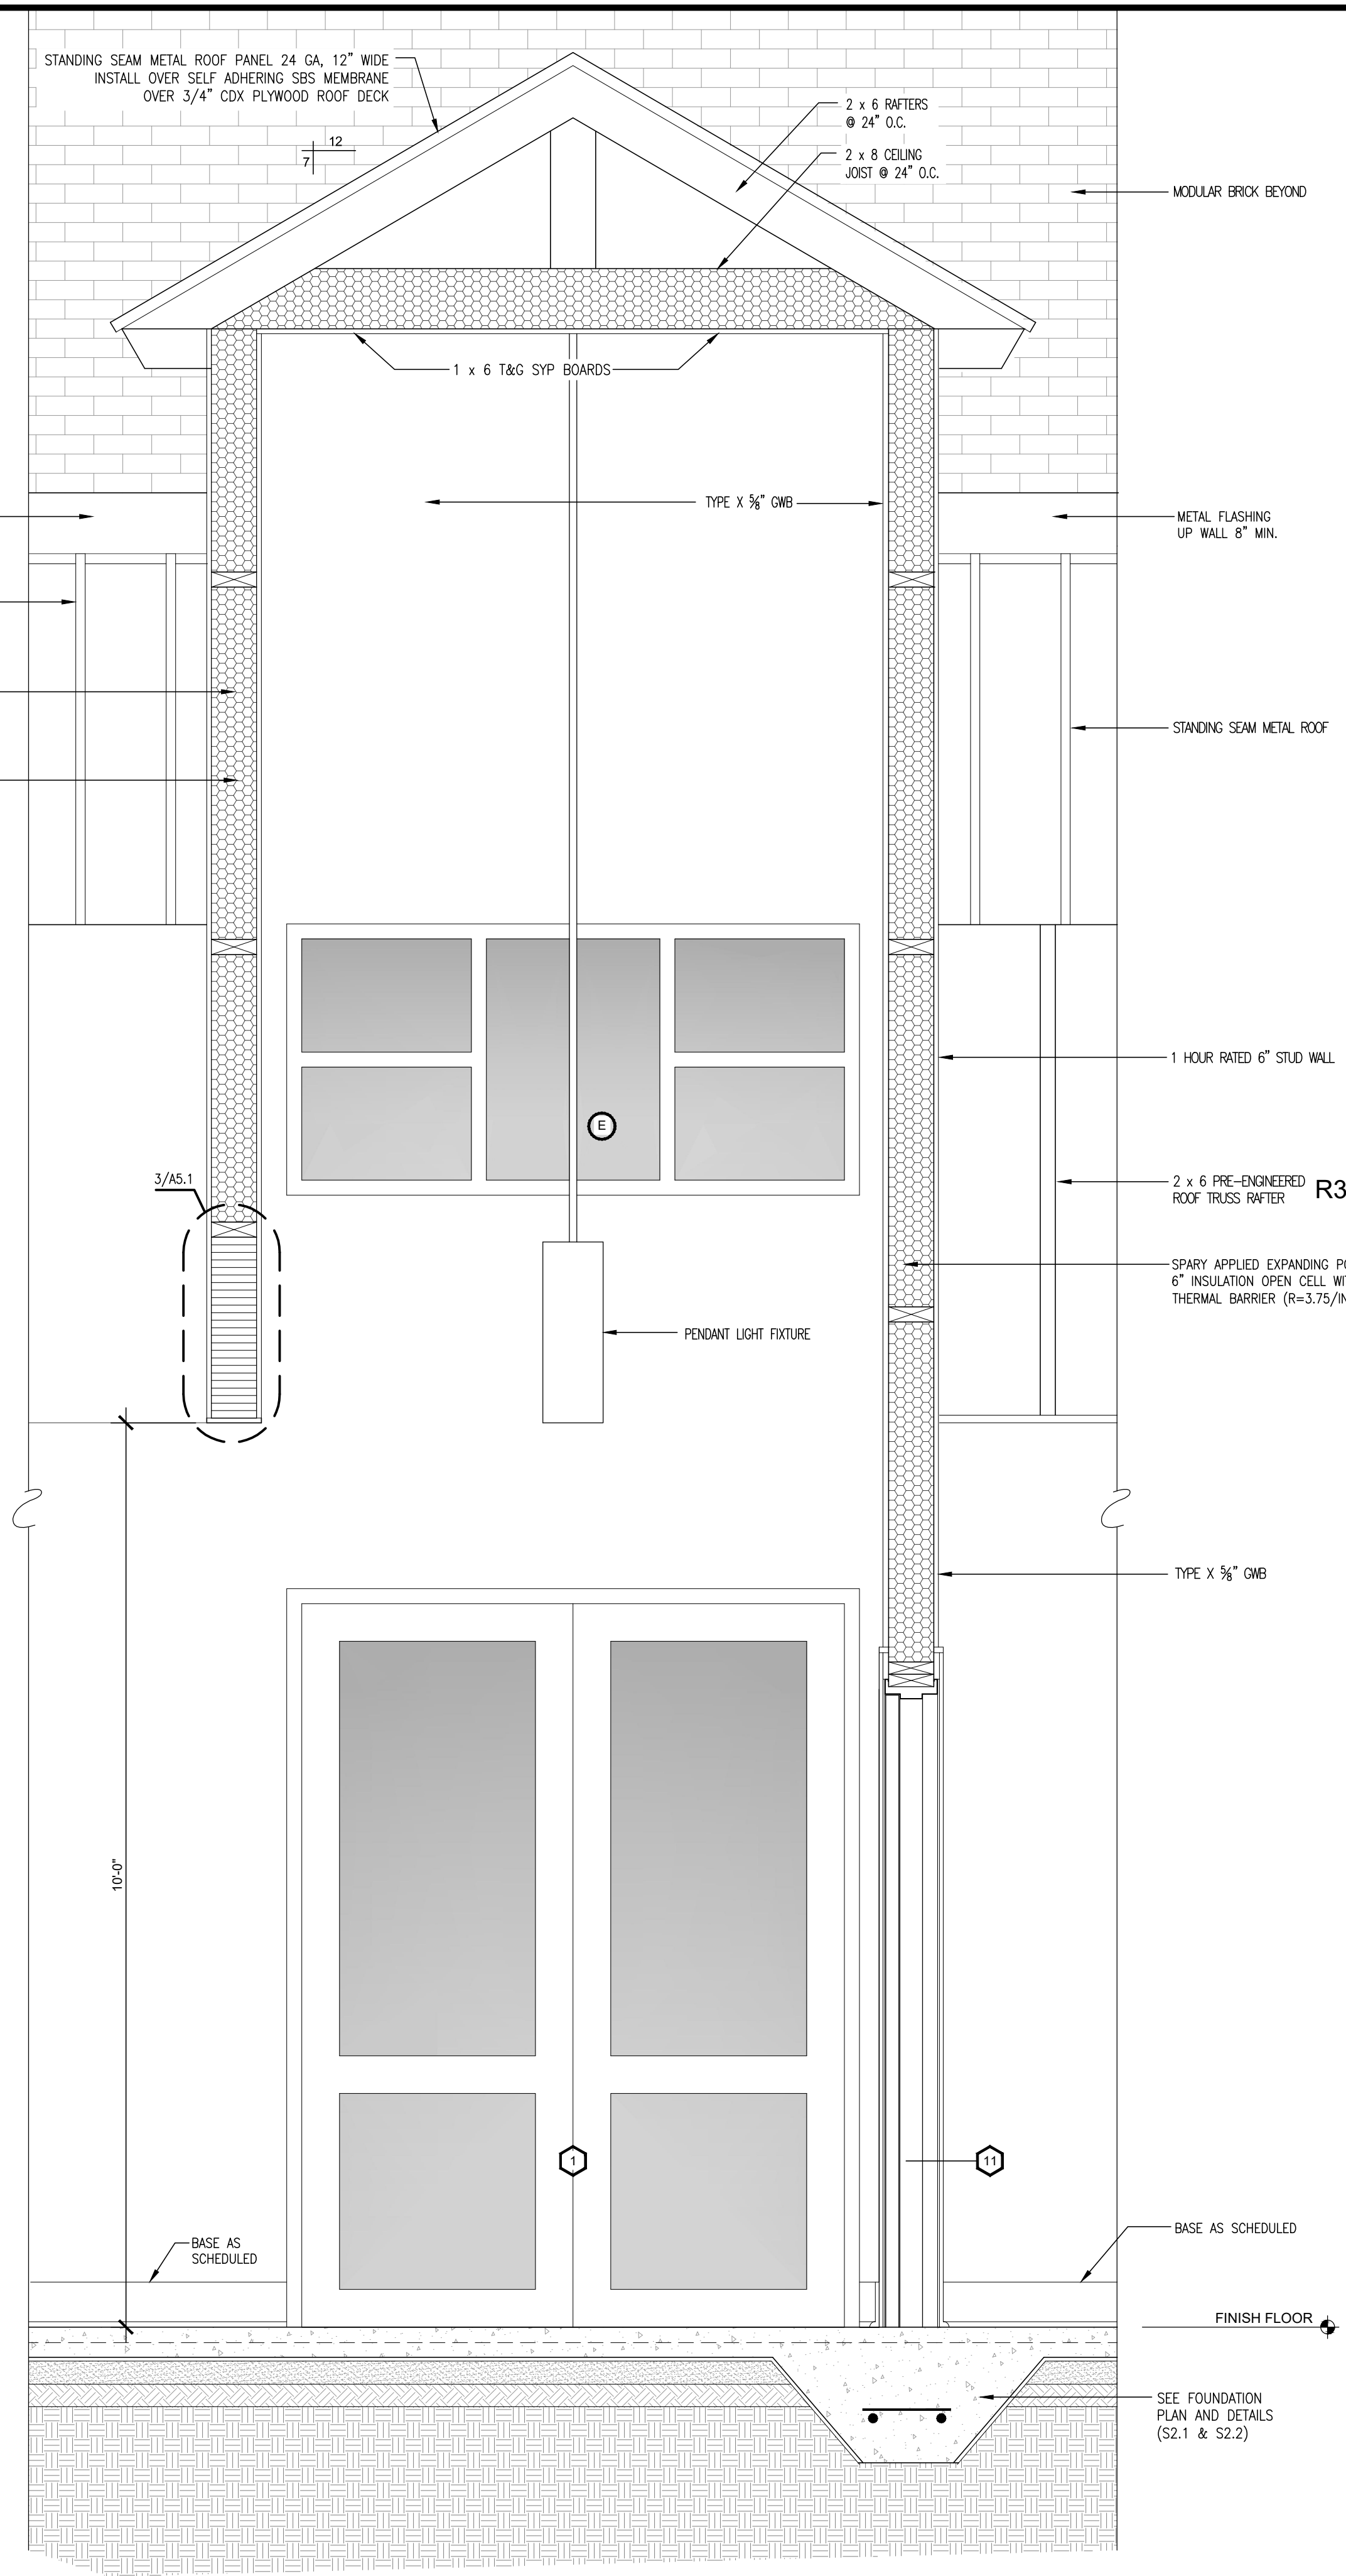 STANDING SEAM METAL ROOF PANEL 24 GA, 12" WIDE
INSTALL OVER SELF ADHERING SBS MEMBRANE
OVER 3/4" CDX PLYWOOD ROOF DECK
12
7
2 x 6 RAFTERS
@ 24" O.C.
2 x 8 CEILING
JOIST @ 24" O.C.
MODULAR BRICK BEYOND
1 x 6 T&G SYP BOARDS
TYPE X ⅝" GWB
METAL FLASHING
UP WALL 8" MIN.
STANDING SEAM METAL ROOF
1 HOUR RATED 6" STUD WALL
E
3/A5.1
2 x 6 PRE-ENGINEERED
ROOF TRUSS RAFTER
R3
SPARY APPLIED EXPANDING
6" INSULATION OPEN CELL
THERMAL BARRIER (R=3.75/IN
PENDANT LIGHT FIXTURE
TYPE X ⅝" GWB
10'-0"
1
11
BASE AS
SCHEDULED
BASE AS SCHEDULED
FINISH FLOOR
SEE FOUNDATION
PLAN AND DETAILS
(S2.1 & S2.2)